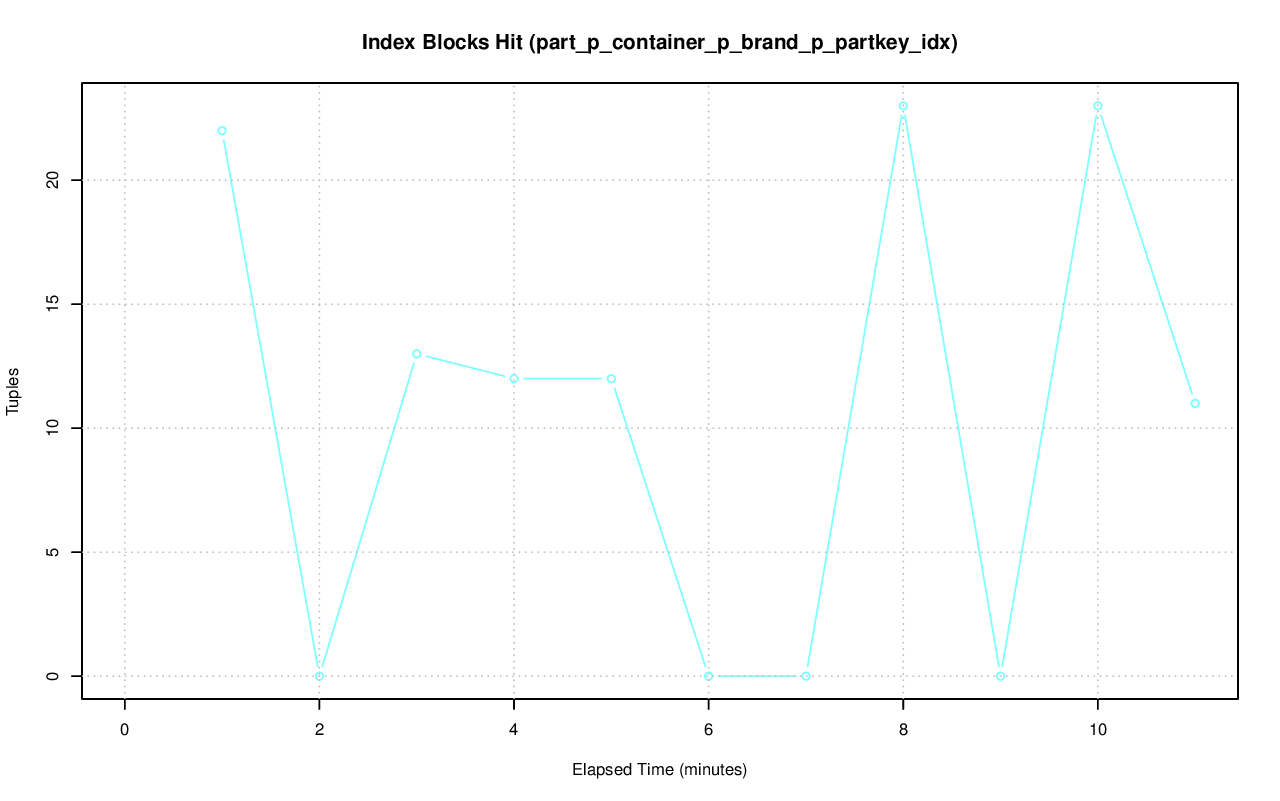 Index Blocks Hit (part_p_container_p_brand_p_partkey_idx)
Tuples
20
15
10
5
0
0 2 4 6 8 10
Elapsed Time (minutes)